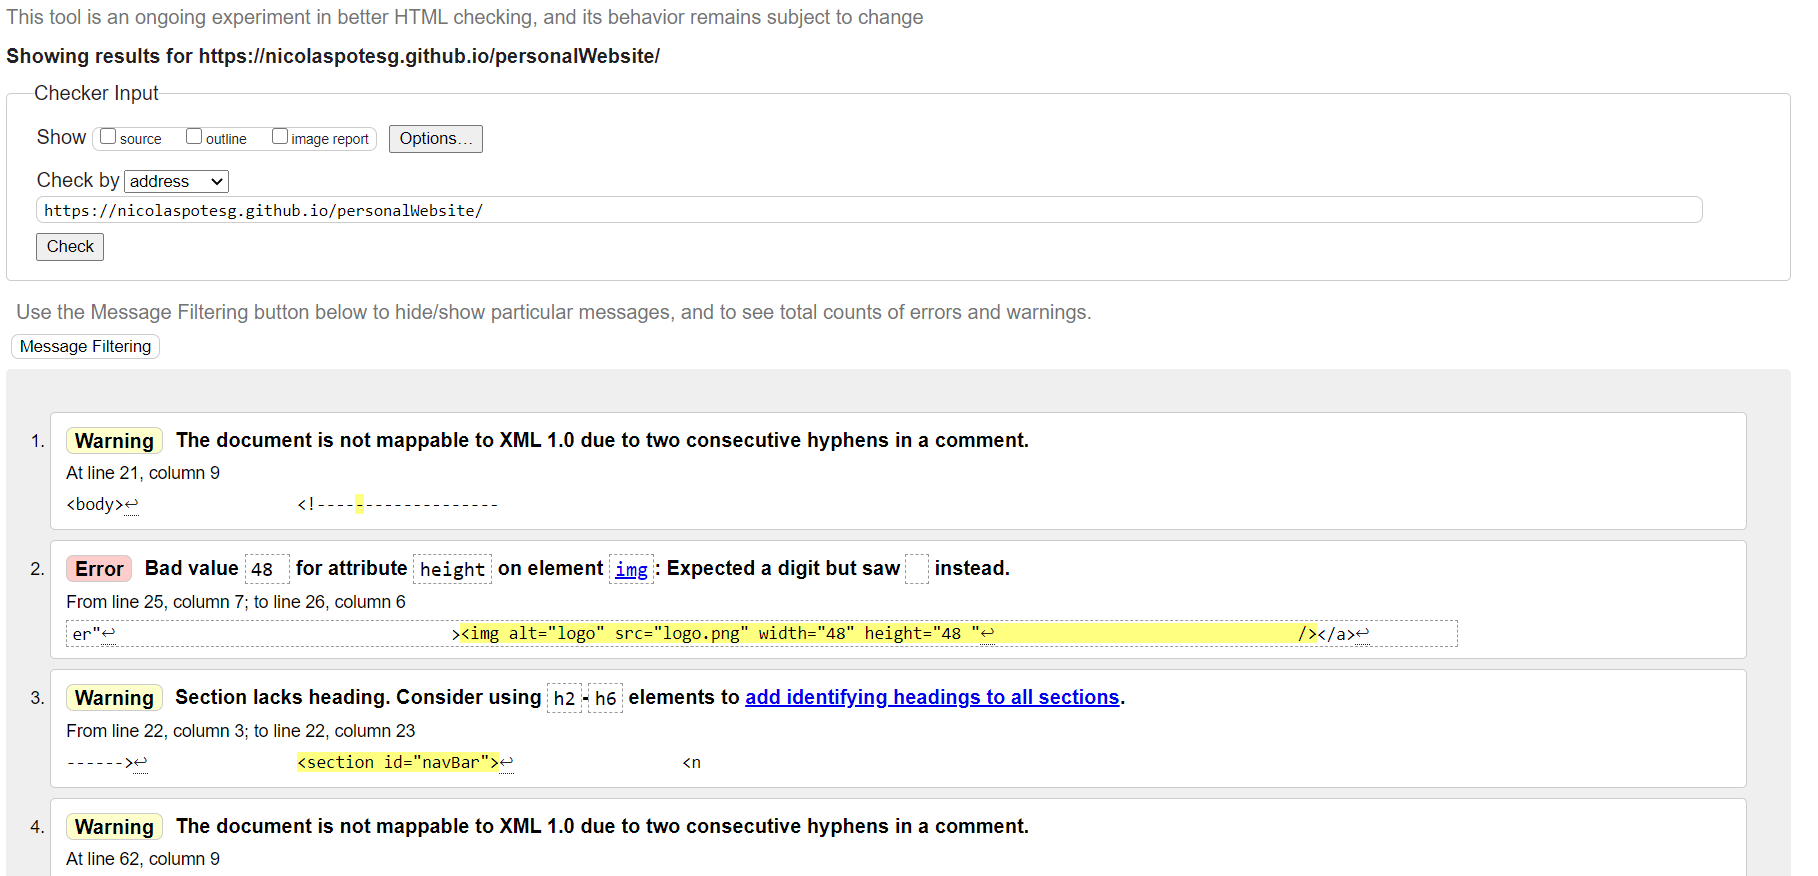 This tool is an ongoing experiment in better HTML checking, and its behavior remains subject to change
Showing results for https://nicolaspotesg.github.io/personalWebsite/
Checker Input
Show source outline image report Options...
Check by address
https://nicolaspotesg.github.io/personalWebsite/
Check
Use the Message Filtering button below to hide/show particular messages, and to see total counts of errors and warnings.
Message Filtering
1. Warning The document is not mappable to XML 1.0 due to two consecutive hyphens in a comment.
At line 21, column 9
<body>↩ <!-------------------
2. Error Bad value 48 for attribute height on element img: Expected a digit but saw instead.
From line 25, column 7; to line 26, column 6
er"↩ ><img alt="logo" src="logo.png" width="48" height="48 "↩ /></a>↩
3. Warning Section lacks heading. Consider using h2-h6 elements to add identifying headings to all sections.
From line 22, column 3; to line 22, column 23
------>↩ <section id="navBar">↩ <n
4. Warning The document is not mappable to XML 1.0 due to two consecutive hyphens in a comment.
At line 62, column 9